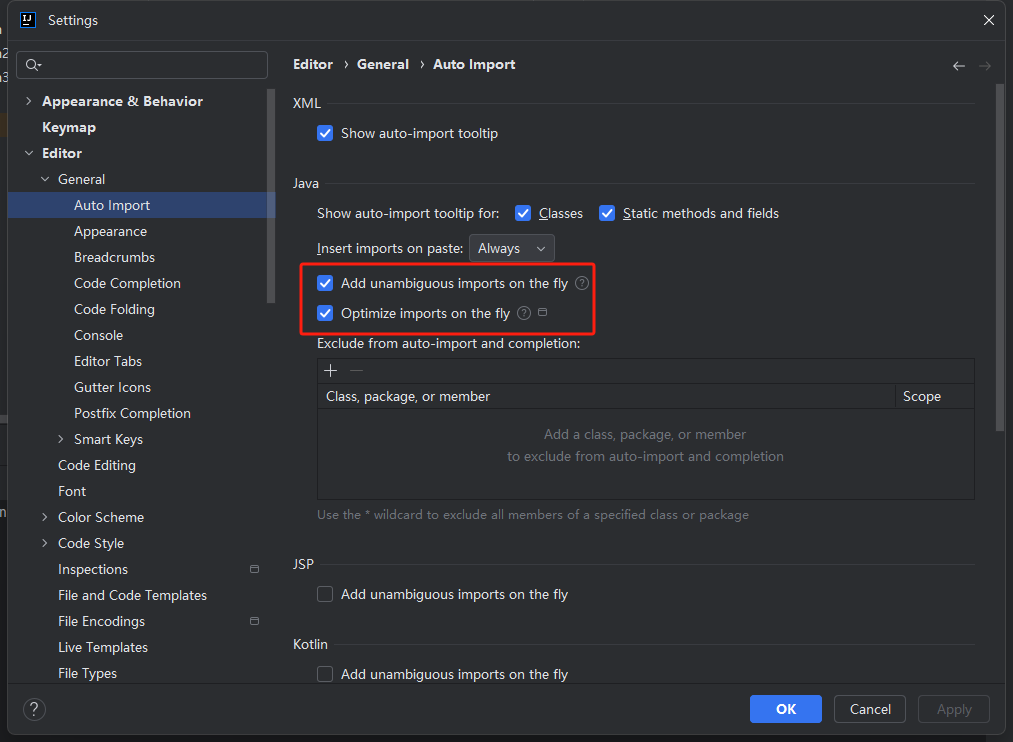 IJ Settings
Editor › General › Auto Import
Appearance & Behavior
Keymap
Editor
General
Auto Import
Appearance
Breadcrumbs
Code Completion
Code Folding
Console
Editor Tabs
Gutter Icons
Postfix Completion
Smart Keys
Code Editing
Font
Color Scheme
Code Style
Inspections
File and Code Templates
File Encodings
Live Templates
File Types
XML
Show auto-import tooltip
Java
Show auto-import tooltip for: Classes Static methods and fields
Insert imports on paste: Always
Add unambiguous imports on the fly ?
Optimize imports on the fly ?
Exclude from auto-import and completion:
Class, package, or member Scope
Add a class, package, or member
to exclude from auto-import and completion
Use the * wildcard to exclude all members of a specified class or package
JSP
Add unambiguous imports on the fly
Kotlin
Add unambiguous imports on the fly
? OK Cancel Apply